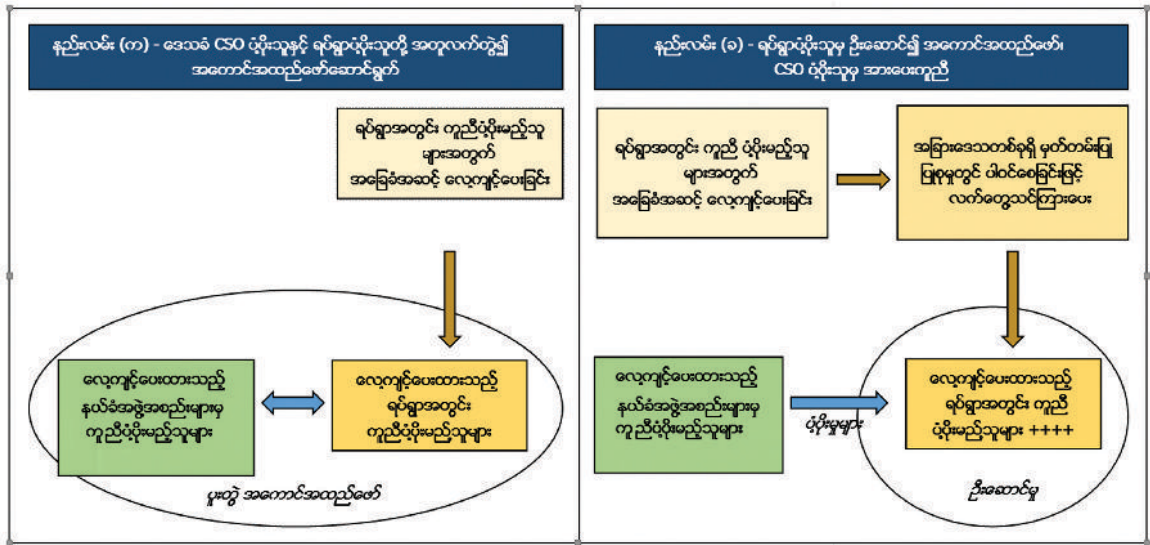 နည်းလမ်း (က) - ဒေသခံ CSO ပံ့ပိုးသူနှင့် ရပ်ရွာပံ့ပိုးသူတို့ အတူလက်တွဲ၍
အကောင်အထည်ဖော်ဆောင်ရွက်
ရပ်ရွာအတွင်း ကူညီပံ့ပိုးမည့်သူ
များအတွက်
အခြေခံအဆင့် လေ့ကျင့်ပေးခြင်း
လေ့ကျင့်ပေးထားသည့်
နယ်ခံအဖွဲ့အစည်းများမှ
ကူညီပံ့ပိုးမည့်သူများ
လေ့ကျင့်ပေးထားသည့်
ရပ်ရွာအတွင်း
ကူညီပံ့ပိုးမည့်သူများ
ပူးတွဲ အကောင်အထည်ဖော်
နည်းလမ်း (ခ) - ရပ်ရွာပံ့ပိုးသူမှ ဦးဆောင်၍ အကောင်အထည်ဖော်၊
CSO ပံ့ပိုးသူမှ အားပေးကူညီ
ရပ်ရွာအတွင်း ကူညီ ပံ့ပိုးမည့်သူ
များအတွက်
အခြေခံအဆင့် လေ့ကျင့်ပေးခြင်း
အခြားဒေသတစ်ခုရှိ မှတ်တမ်းပြု
ပြုစုမှုတွင် ပါဝင်စေခြင်းဖြင့်
လက်တွေ့သင်ကြားပေး
လေ့ကျင့်ပေးထားသည့်
နယ်ခံအဖွဲ့အစည်းများမှ
ကူညီပံ့ပိုးမည့်သူများ
ပံ့ပိုးမှုများ
လေ့ကျင့်ပေးထားသည့်
ရပ်ရွာအတွင်း ကူညီ
ပံ့ပိုးမည့်သူများ ++++
ဦးဆောင်မှု